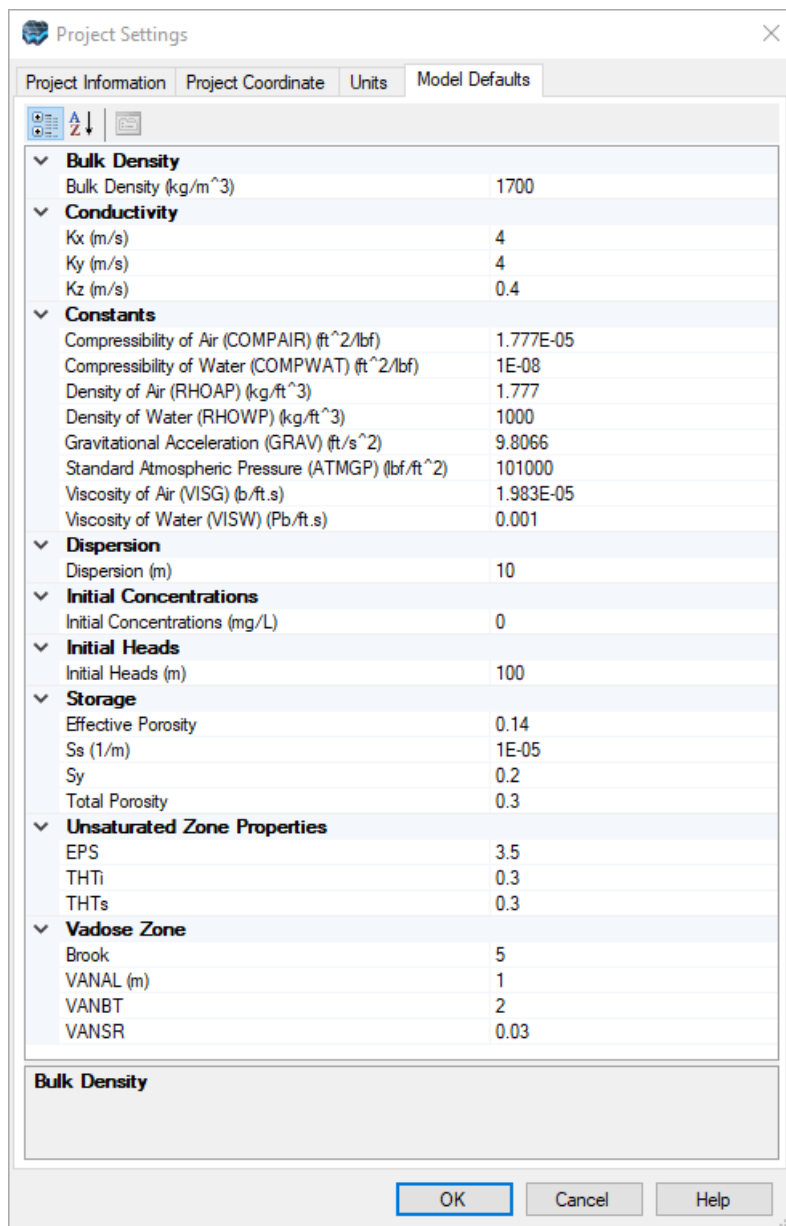 Project Settings
Project Information Project Coordinate Units Model Defaults
Bulk Density
Bulk Density (kg/m^3) 1700
Conductivity
Kx (m/s) 4
Ky (m/s) 4
Kz (m/s) 0.4
Constants
Compressibility of Air (COMPAIR) (ft^2/lbf) 1.777E-05
Compressibility of Water (COMPWAT) (ft^2/lbf) 1E-08
Density of Air (RHOAP) (kg/ft^3) 1.777
Density of Water (RHOWP) (kg/ft^3) 1000
Gravitational Acceleration (GRAV) (ft/s^2) 9.8066
Standard Atmospheric Pressure (ATMGP) (lbf/ft^2) 101000
Viscosity of Air (VISG) (b/ft.s) 1.983E-05
Viscosity of Water (VISW) (Pb/ft.s) 0.001
Dispersion
Dispersion (m) 10
Initial Concentrations
Initial Concentrations (mg/L) 0
Initial Heads
Initial Heads (m) 100
Storage
Effective Porosity 0.14
Ss (1/m) 1E-05
Sy 0.2
Total Porosity 0.3
Unsaturated Zone Properties
EPS 3.5
THTi 0.3
THTs 0.3
Vadose Zone
Brook 5
VANAL (m) 1
VANBT 2
VANSR 0.03
Bulk Density
OK Cancel Help